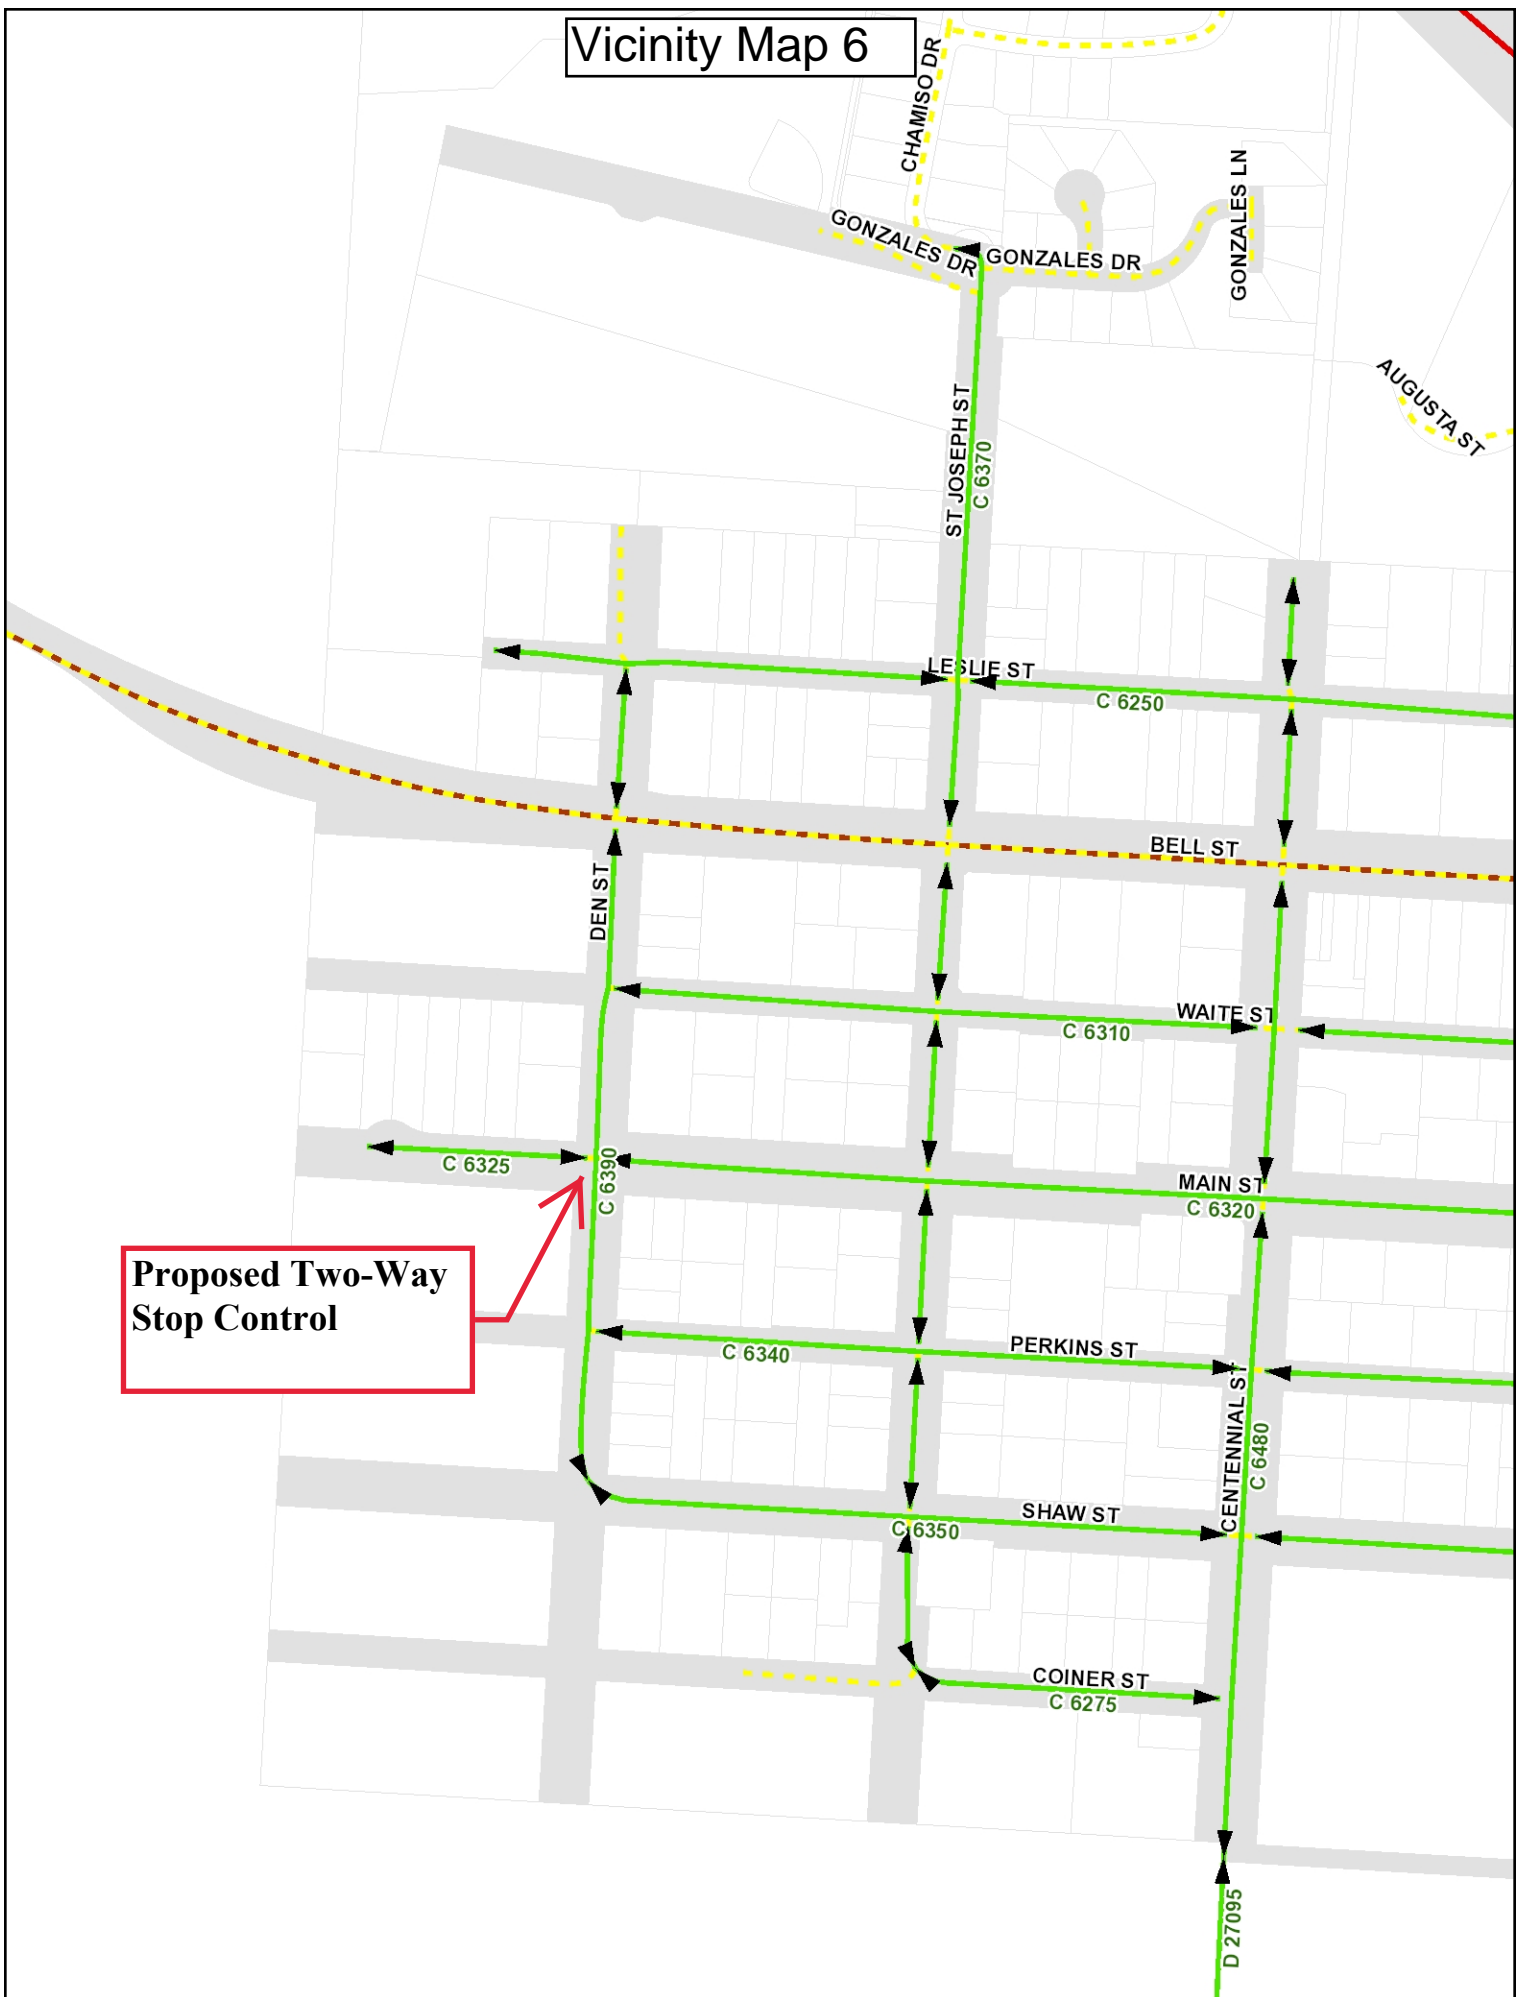 Vicinity Map 6
CHAMISO DR
GONZALES LN
GONZALES DR
GONZALES DR
AUGUSTA ST
ST JOSEPH ST
C 6370
LESLIE ST
C 6250
BELL ST
DEN ST
WAITE ST
C 6310
C 6325
C 6390
MAIN ST
C 6320
Proposed Two-Way
Stop Control
PERKINS ST
C 6340
CENTENNIAL ST
C 6480
SHAW ST
C 6350
COINER ST
C 6275
D 27095